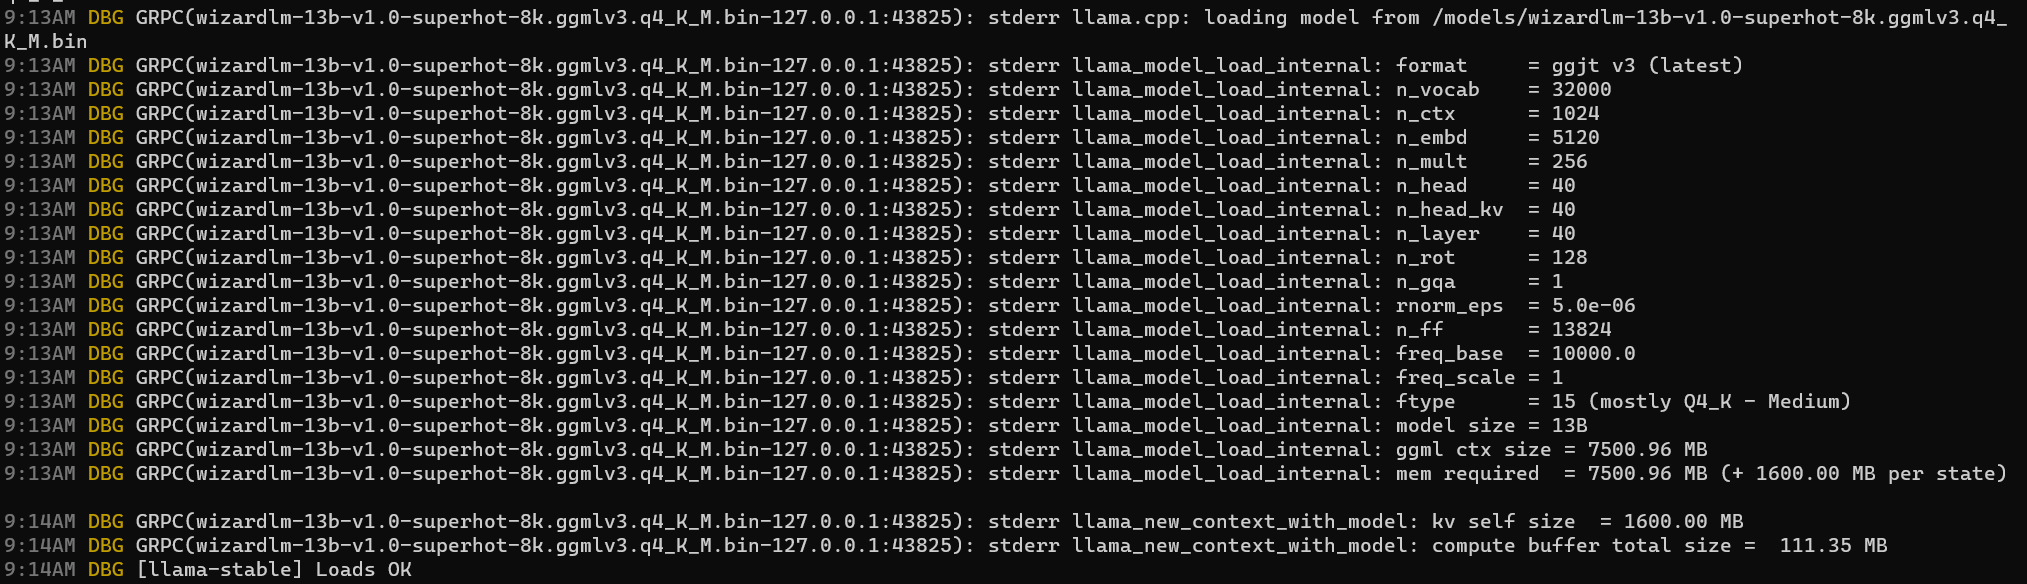 9:13AM DBG GRPC(wizardlm-13b-v1.0-superhot-8k.ggmlv3.q4_K_M.bin-127.0.0.1:43825): stderr llama.cpp: loading model from /models/wizardlm-13b-v1.0-superhot-8k.ggmlv3.q4_
K_M.bin
9:13AM DBG GRPC(wizardlm-13b-v1.0-superhot-8k.ggmlv3.q4_K_M.bin-127.0.0.1:43825): stderr llama_model_load_internal: format     = ggjt v3 (latest)
9:13AM DBG GRPC(wizardlm-13b-v1.0-superhot-8k.ggmlv3.q4_K_M.bin-127.0.0.1:43825): stderr llama_model_load_internal: n_vocab    = 32000
9:13AM DBG GRPC(wizardlm-13b-v1.0-superhot-8k.ggmlv3.q4_K_M.bin-127.0.0.1:43825): stderr llama_model_load_internal: n_ctx      = 1024
9:13AM DBG GRPC(wizardlm-13b-v1.0-superhot-8k.ggmlv3.q4_K_M.bin-127.0.0.1:43825): stderr llama_model_load_internal: n_embd     = 5120
9:13AM DBG GRPC(wizardlm-13b-v1.0-superhot-8k.ggmlv3.q4_K_M.bin-127.0.0.1:43825): stderr llama_model_load_internal: n_mult     = 256
9:13AM DBG GRPC(wizardlm-13b-v1.0-superhot-8k.ggmlv3.q4_K_M.bin-127.0.0.1:43825): stderr llama_model_load_internal: n_head     = 40
9:13AM DBG GRPC(wizardlm-13b-v1.0-superhot-8k.ggmlv3.q4_K_M.bin-127.0.0.1:43825): stderr llama_model_load_internal: n_head_kv  = 40
9:13AM DBG GRPC(wizardlm-13b-v1.0-superhot-8k.ggmlv3.q4_K_M.bin-127.0.0.1:43825): stderr llama_model_load_internal: n_layer    = 40
9:13AM DBG GRPC(wizardlm-13b-v1.0-superhot-8k.ggmlv3.q4_K_M.bin-127.0.0.1:43825): stderr llama_model_load_internal: n_rot      = 128
9:13AM DBG GRPC(wizardlm-13b-v1.0-superhot-8k.ggmlv3.q4_K_M.bin-127.0.0.1:43825): stderr llama_model_load_internal: n_gqa      = 1
9:13AM DBG GRPC(wizardlm-13b-v1.0-superhot-8k.ggmlv3.q4_K_M.bin-127.0.0.1:43825): stderr llama_model_load_internal: rnorm_eps  = 5.0e-06
9:13AM DBG GRPC(wizardlm-13b-v1.0-superhot-8k.ggmlv3.q4_K_M.bin-127.0.0.1:43825): stderr llama_model_load_internal: n_ff       = 13824
9:13AM DBG GRPC(wizardlm-13b-v1.0-superhot-8k.ggmlv3.q4_K_M.bin-127.0.0.1:43825): stderr llama_model_load_internal: freq_base  = 10000.0
9:13AM DBG GRPC(wizardlm-13b-v1.0-superhot-8k.ggmlv3.q4_K_M.bin-127.0.0.1:43825): stderr llama_model_load_internal: freq_scale = 1
9:13AM DBG GRPC(wizardlm-13b-v1.0-superhot-8k.ggmlv3.q4_K_M.bin-127.0.0.1:43825): stderr llama_model_load_internal: ftype      = 15 (mostly Q4_K - Medium)
9:13AM DBG GRPC(wizardlm-13b-v1.0-superhot-8k.ggmlv3.q4_K_M.bin-127.0.0.1:43825): stderr llama_model_load_internal: model size = 13B
9:13AM DBG GRPC(wizardlm-13b-v1.0-superhot-8k.ggmlv3.q4_K_M.bin-127.0.0.1:43825): stderr llama_model_load_internal: ggml ctx size = 7500.96 MB
9:13AM DBG GRPC(wizardlm-13b-v1.0-superhot-8k.ggmlv3.q4_K_M.bin-127.0.0.1:43825): stderr llama_model_load_internal: mem required  = 7500.96 MB (+ 1600.00 MB per state)
9:14AM DBG GRPC(wizardlm-13b-v1.0-superhot-8k.ggmlv3.q4_K_M.bin-127.0.0.1:43825): stderr llama_new_context_with_model: kv self size  = 1600.00 MB
9:14AM DBG GRPC(wizardlm-13b-v1.0-superhot-8k.ggmlv3.q4_K_M.bin-127.0.0.1:43825): stderr llama_new_context_with_model: compute buffer total size =  111.35 MB
9:14AM DBG [llama-stable] Loads OK